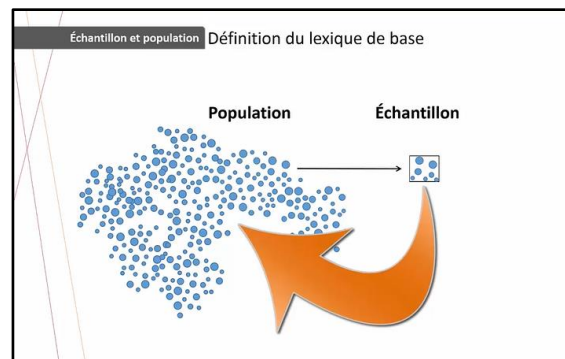 Échantillon et population Définition du lexique de base
Population Échantillon